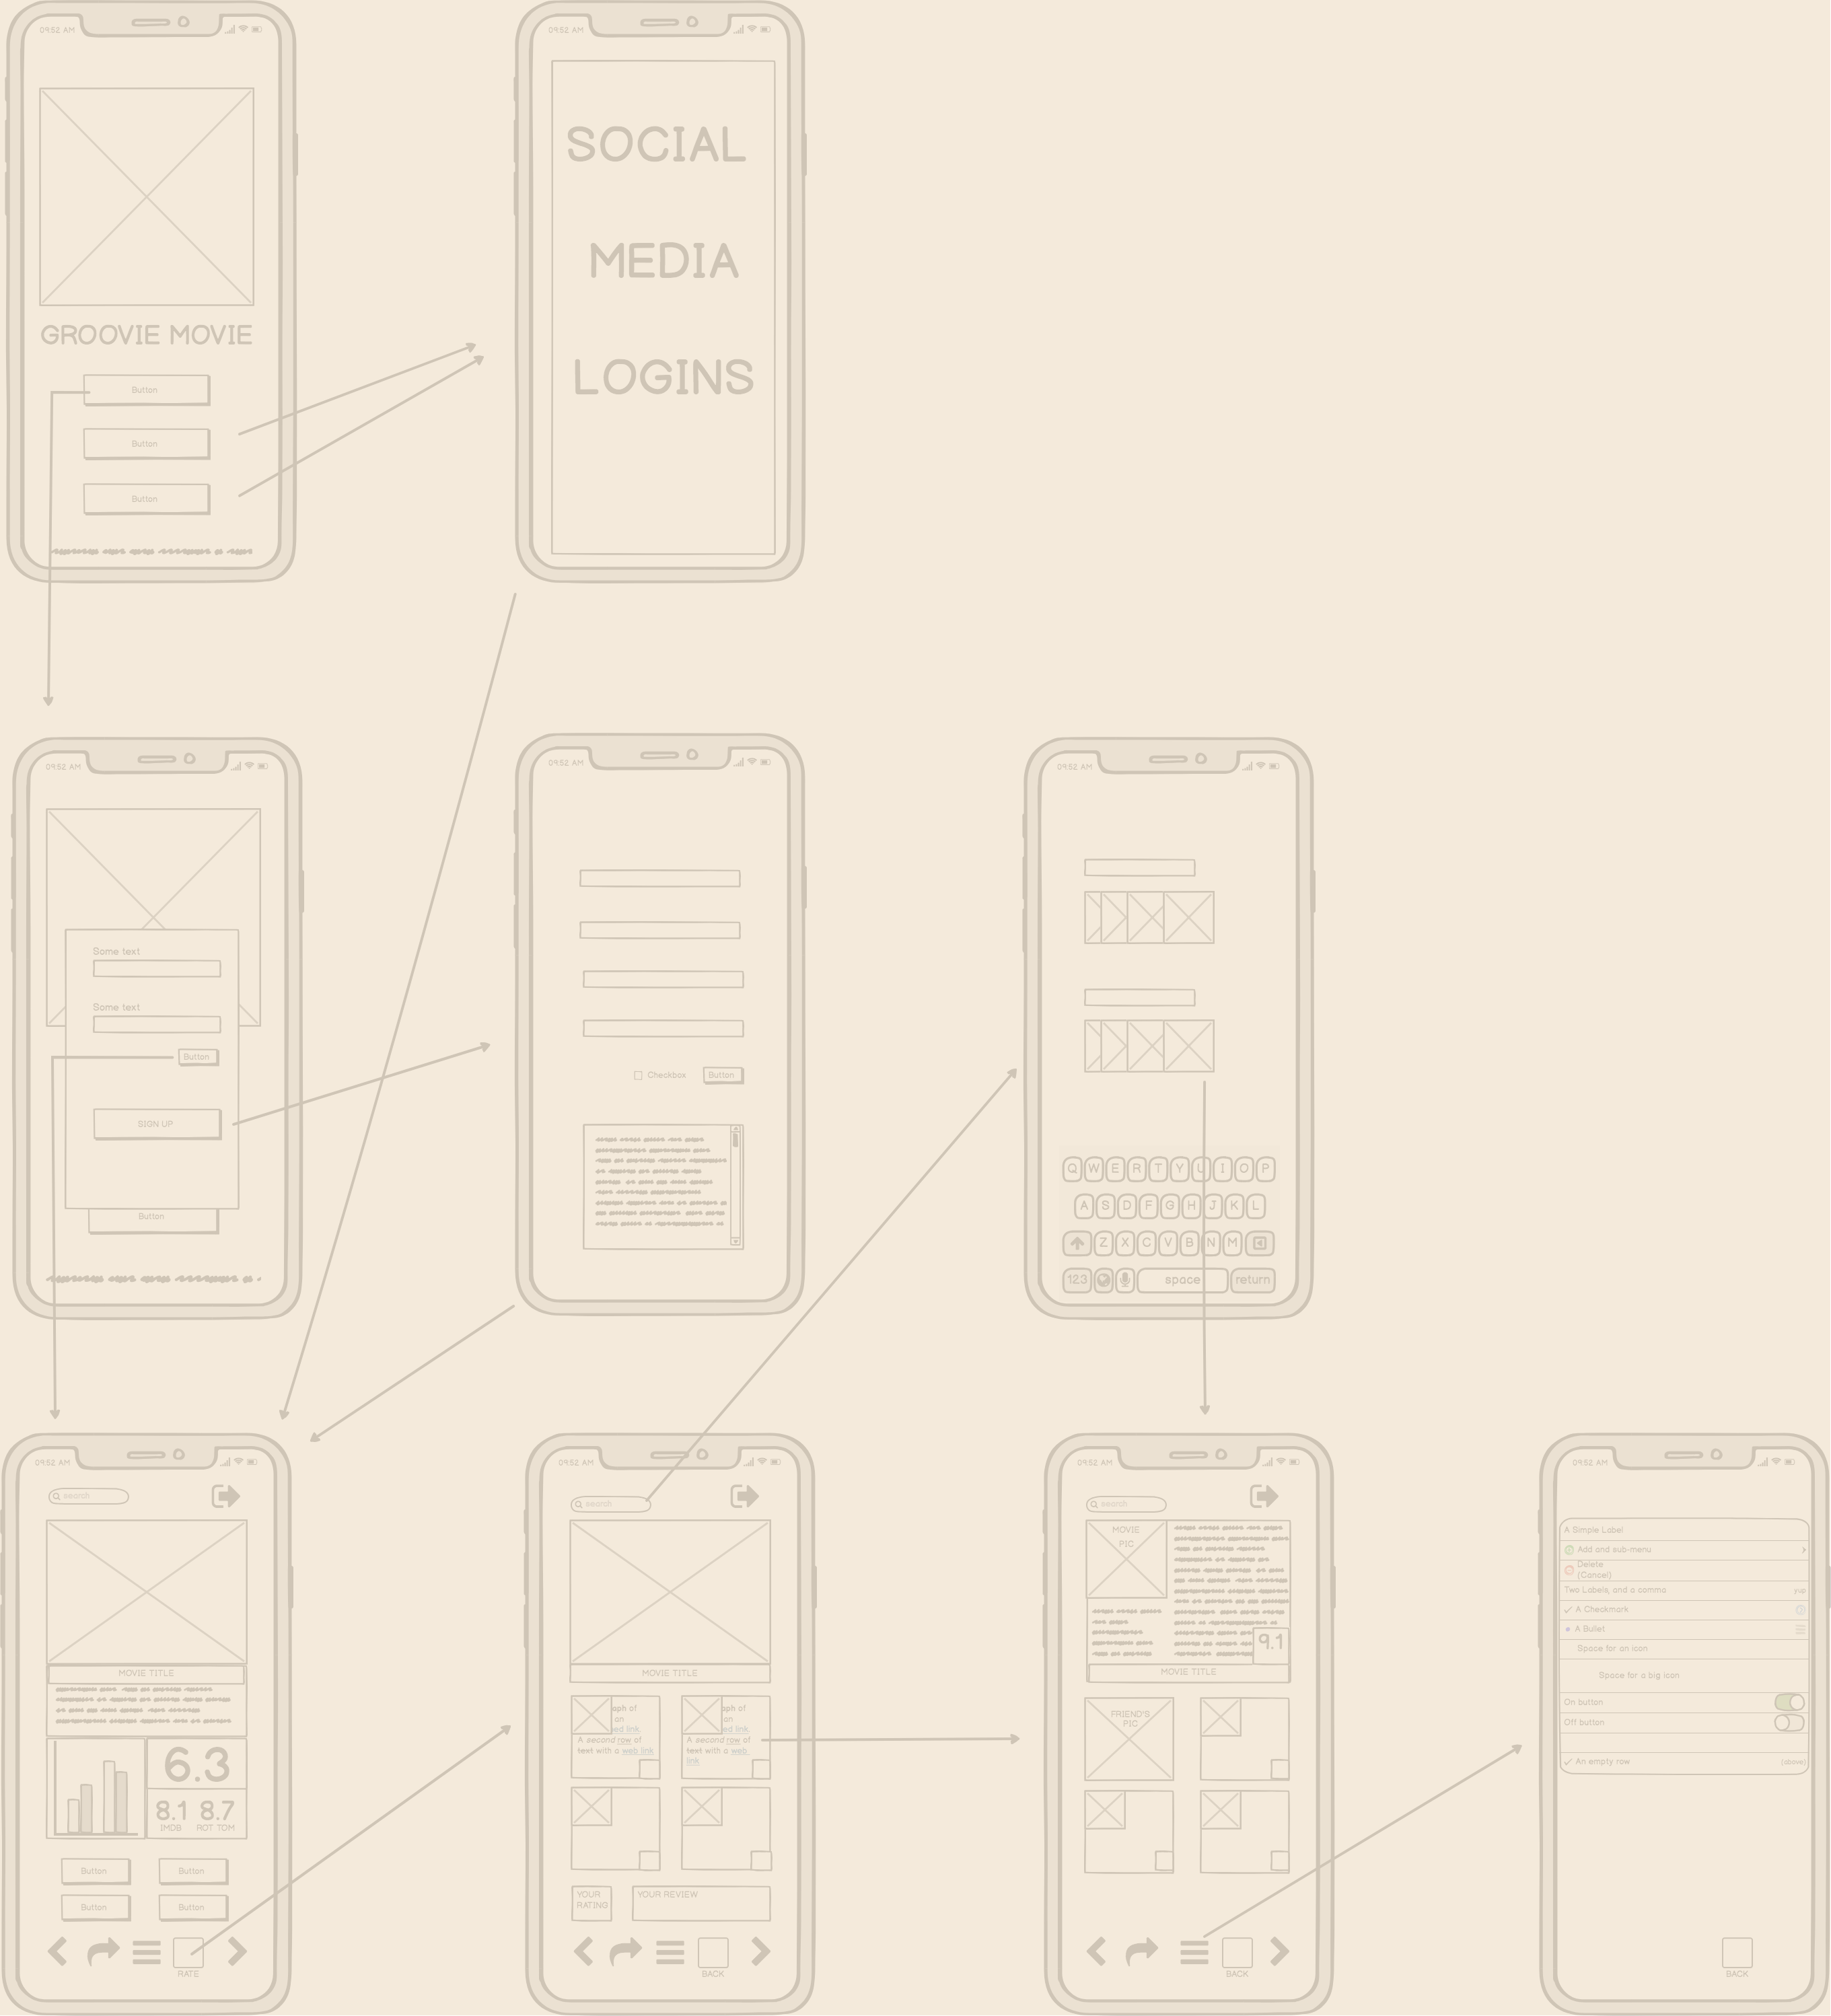 09:52 AM
GROOVIE MOVIE
Button
Button
Button
09:52 AM
SOCIAL
MEDIA
LOGINS
09:52 AM
Some text
Some text
Button
SIGN UP
Button
09:52 AM
Checkbox
Button
09:52 AM
Q W E R T Y U I O P
A S D F G H J K L
Z X C V B N M
123 space return
09:52 AM
search
MOVIE TITLE
6.3
8.1 8.7
IMDB ROT TOM
Button Button
Button Button
RATE
09:52 AM
search
MOVIE TITLE
aph of
an
ed link.
A second row of
text with a web link
aph of
an
ed link.
A second row of
text with a web
link
YOUR
RATING
YOUR REVIEW
BACK
09:52 AM
search
MOVIE
PIC
9.1
MOVIE TITLE
FRIEND'S
PIC
BACK
09:52 AM
A Simple Label
Add and sub-menu
Delete
(Cancel)
Two Labels, and a comma yup
A Checkmark
A Bullet
Space for an icon
Space for a big icon
On button
Off button
An empty row (above)
BACK